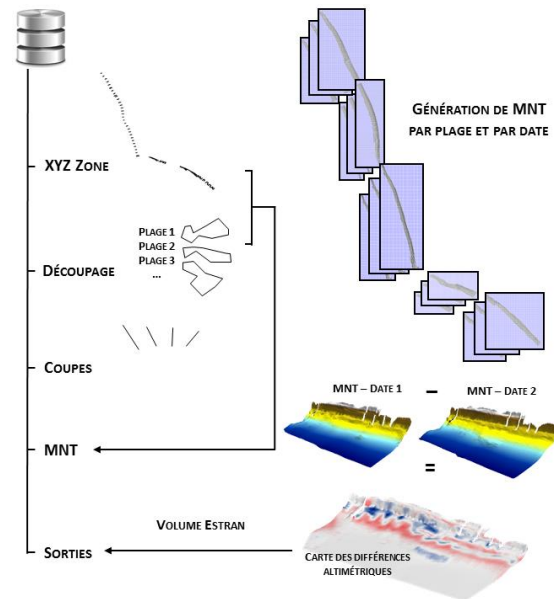 GÉNÉRATION DE MNT
PAR PLAGE ET PAR DATE
XYZ ZONE
PLAGE 1
PLAGE 2
PLAGE 3
...
DÉCOUPAGE
COUPES
MNT – DATE 1 – MNT – DATE 2
MNT
=
VOLUME ESTRAN
SORTIES
CARTE DES DIFFÉRENCES
ALTIMÉTRIQUES